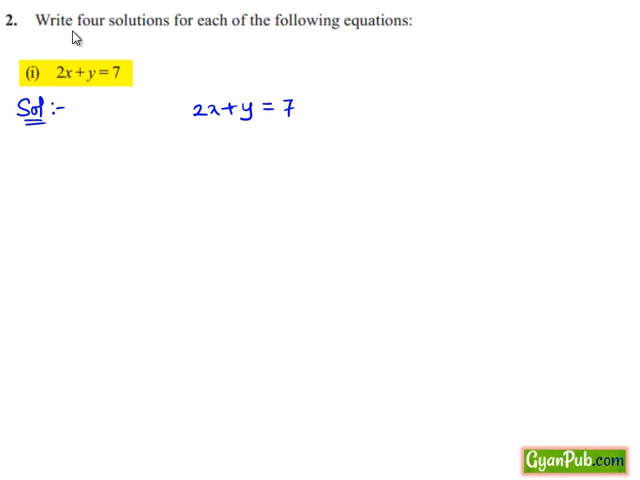 2. Write four solutions for each of the following equations:
(i) 2x + y = 7
Sol :-
2x + y = 7
GyanPub.com